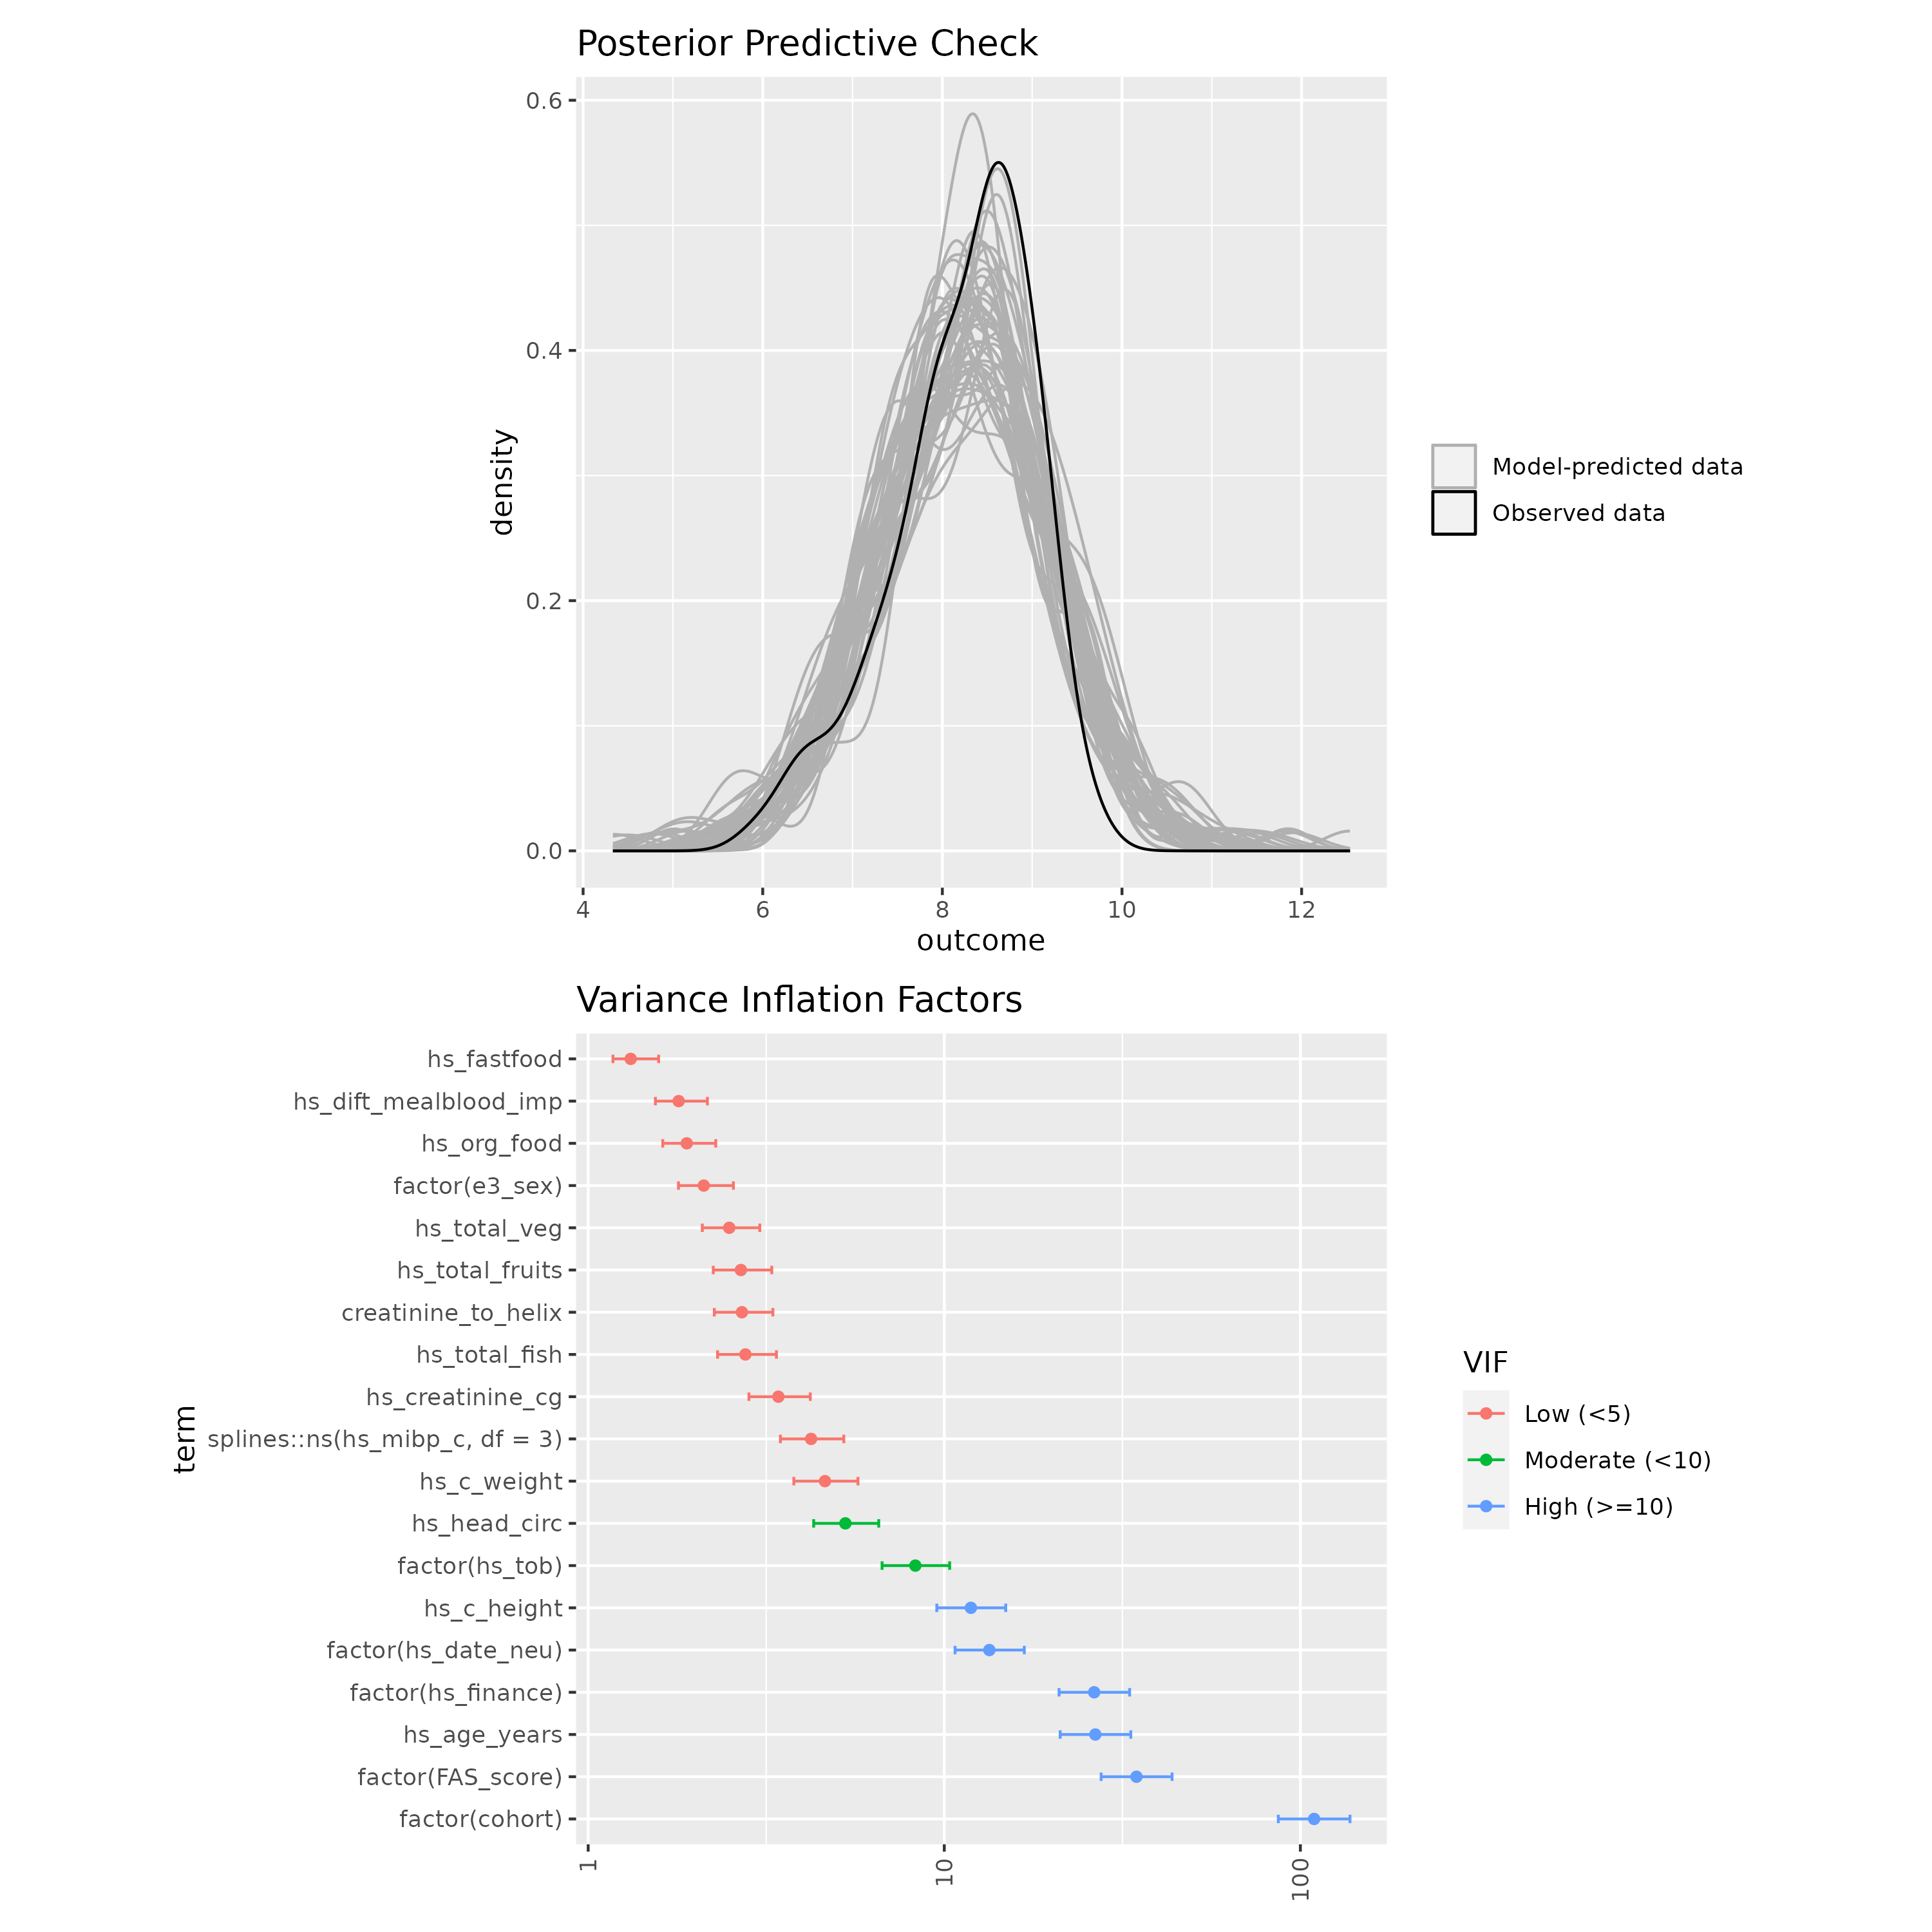 Posterior Predictive Check
0.6
0.4
0.2
0.0
density
4
6
8
10
12
outcome
Model-predicted data
Observed data
Variance Inflation Factors
hs_fastfood
hs_dift_mealblood_imp
hs_org_food
factor(e3_sex)
hs_total_veg
hs_total_fruits
creatinine_to_helix
hs_total_fish
hs_creatinine_cg
splines::ns(hs_mibp_c, df = 3)
hs_c_weight
hs_head_circ
factor(hs_tob)
hs_c_height
factor(hs_date_neu)
factor(hs_finance)
hs_age_years
factor(FAS_score)
factor(cohort)
term
1
10
100
VIF
Low (<5)
Moderate (<10)
High (>=10)